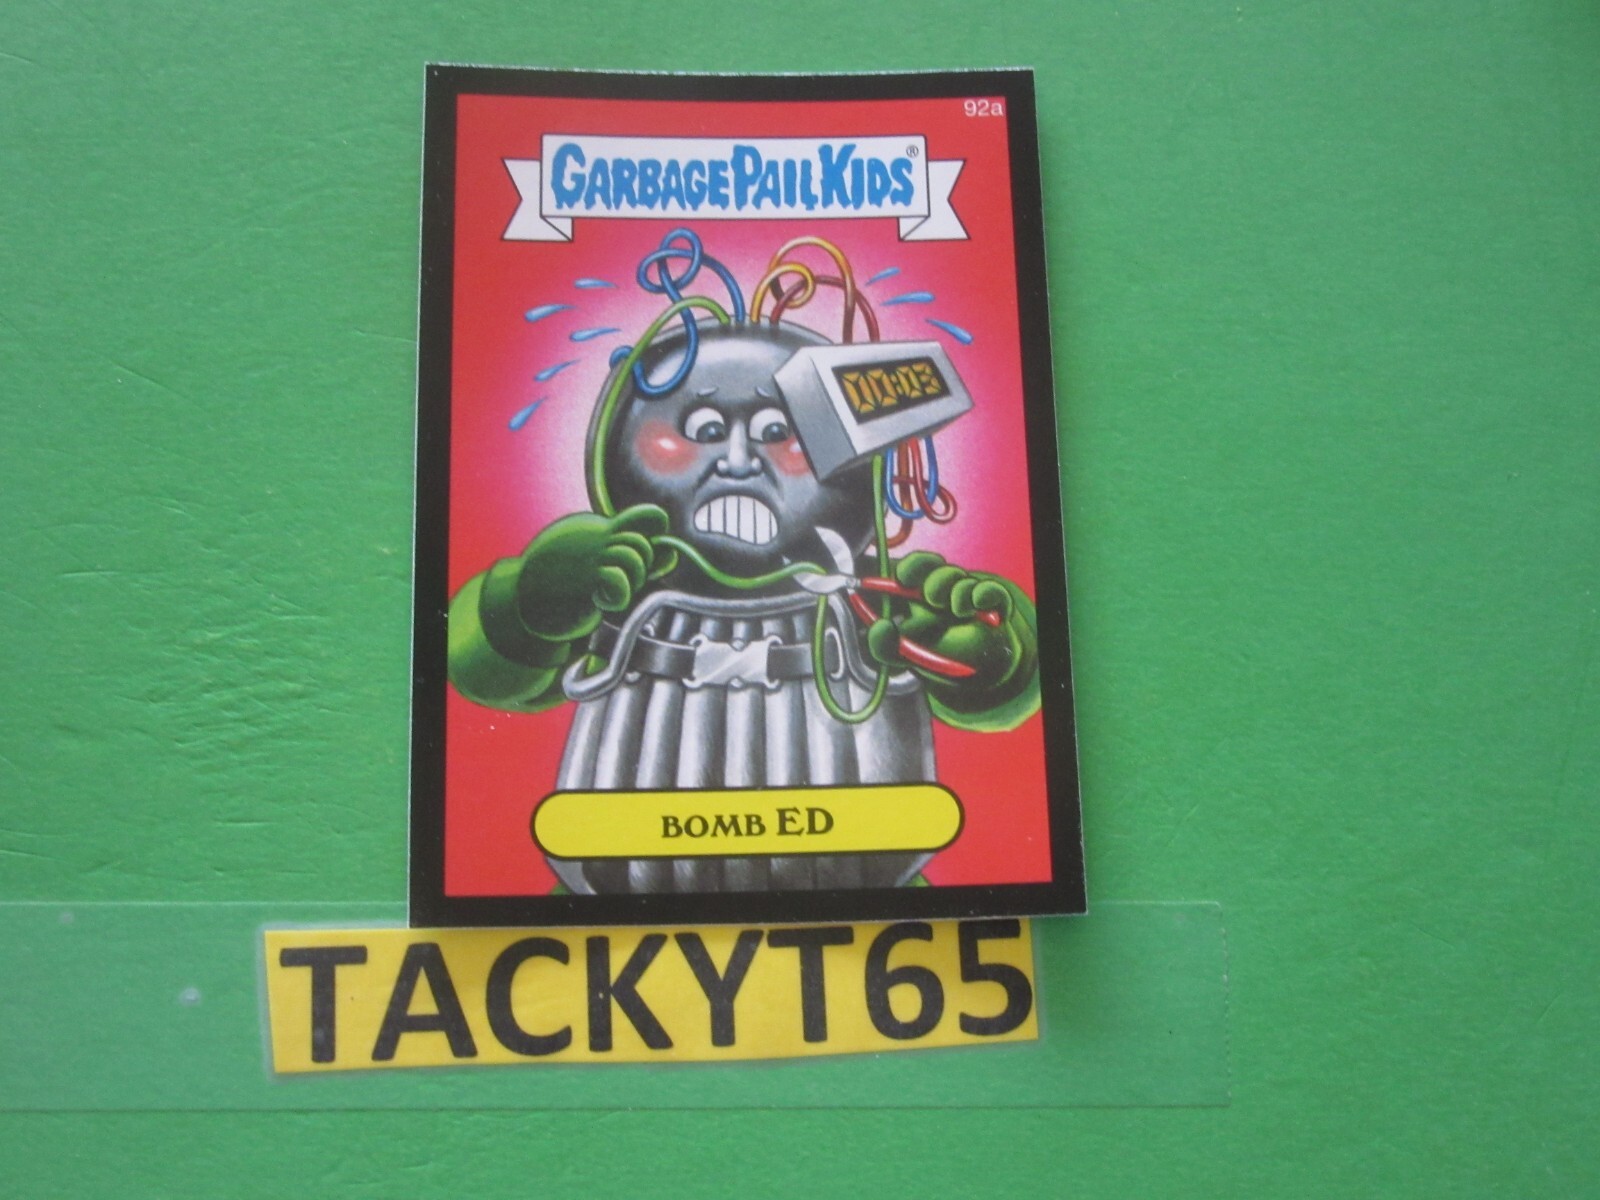 92a
GARBAGE PAIL KIDS®
00:03
BOMB ED
TACKYT65